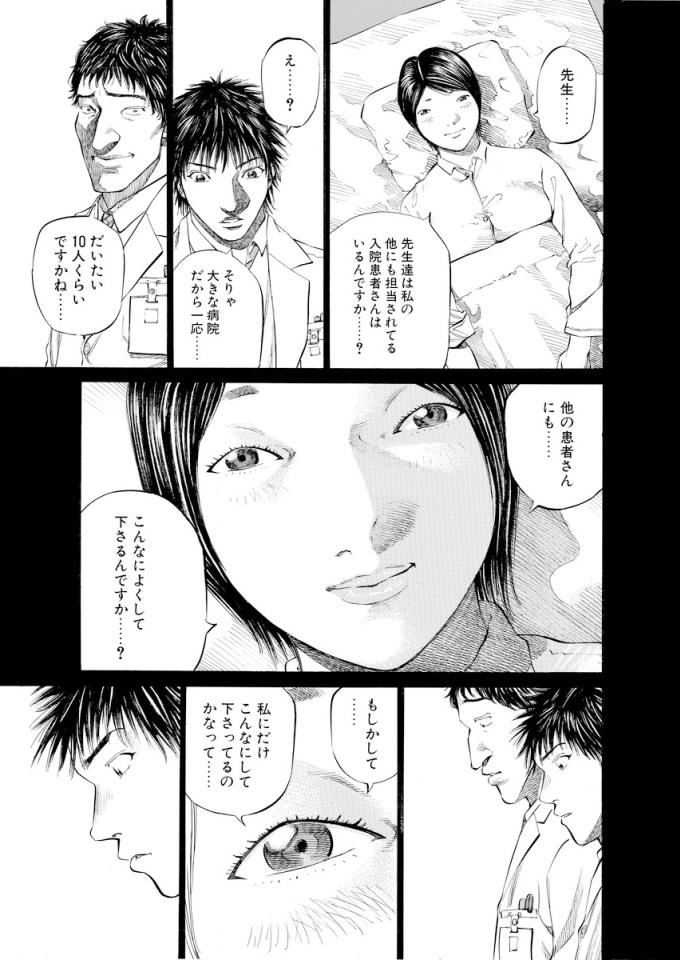 先生……
先生達は私の
他にも担当されてる
入院患者さんは
いるんですか……？
え……？
そりゃ
大きな病院
だから一応……
だいたい
10人くらい
ですかね……
他の患者さん
にも……
こんなによくして
下さるんですか……？
もしかして
……
私にだけ
こんなにして
下さってるの
かなって……